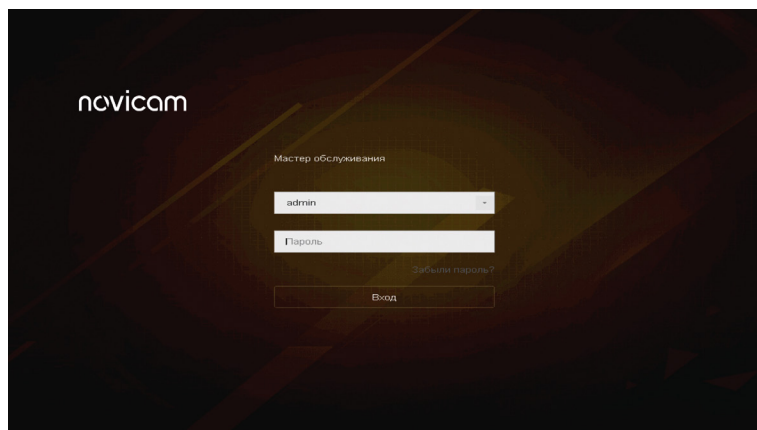 novicam
Мастер обслуживания
admin
Пароль
Забыли пароль?
Вход